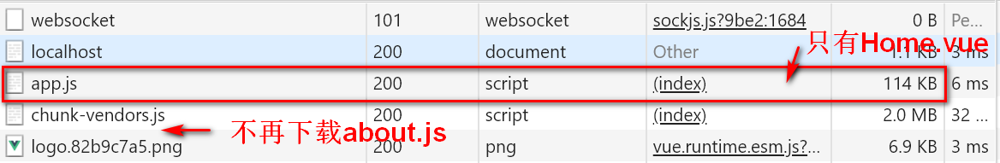 websocket 101 websocket sockjs.js?9be2:1684 0 B Pe...
localhost 200 document Other 1.1 KB 3 ms
只有Home.vue
app.js 200 script (index) 114 KB 6 ms
chunk-vendors.js 200 script (index) 2.0 MB 32 ...
不再下载about.js
logo.82b9c7a5.png 200 png vue.runtime.esm.js?... 6.9 KB 3 ms